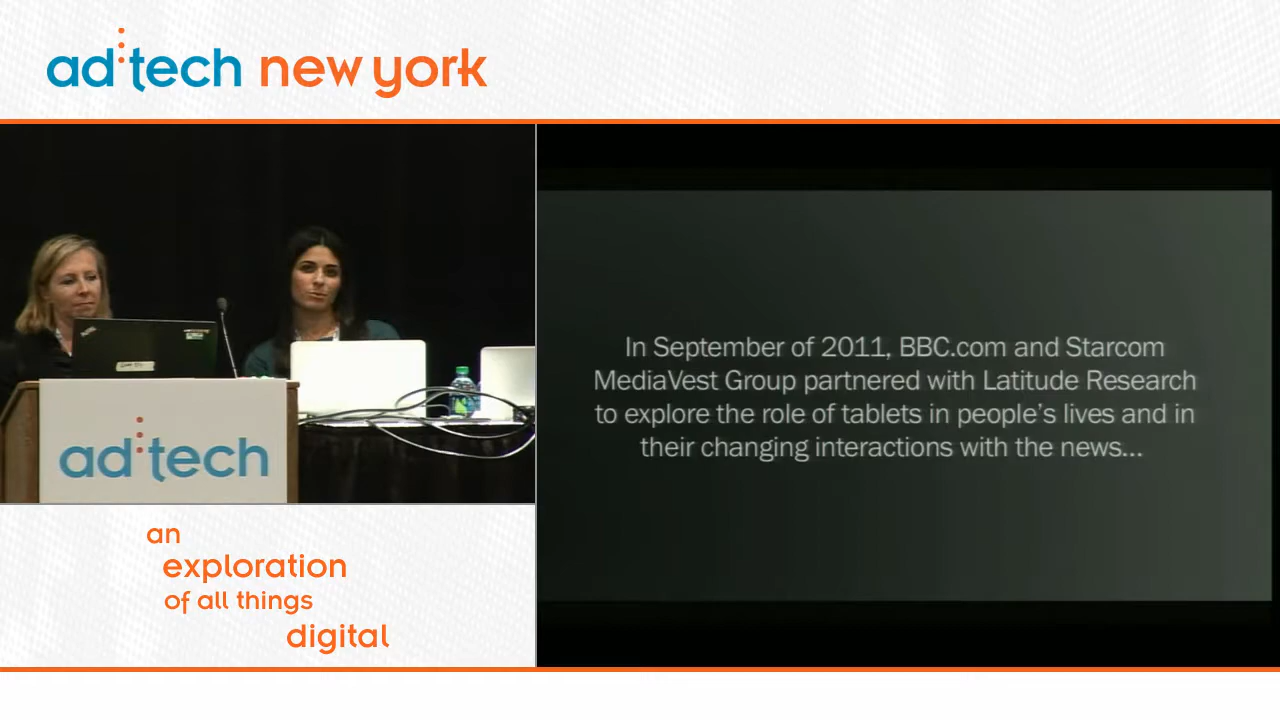 ad:tech new york
In September of 2011, BBC.com and Starcom
MediaVest Group partnered with Latitude Research
to explore the role of tablets in people's lives and in
their changing interactions with the news...
ad:tech
an
exploration
of all things
digital